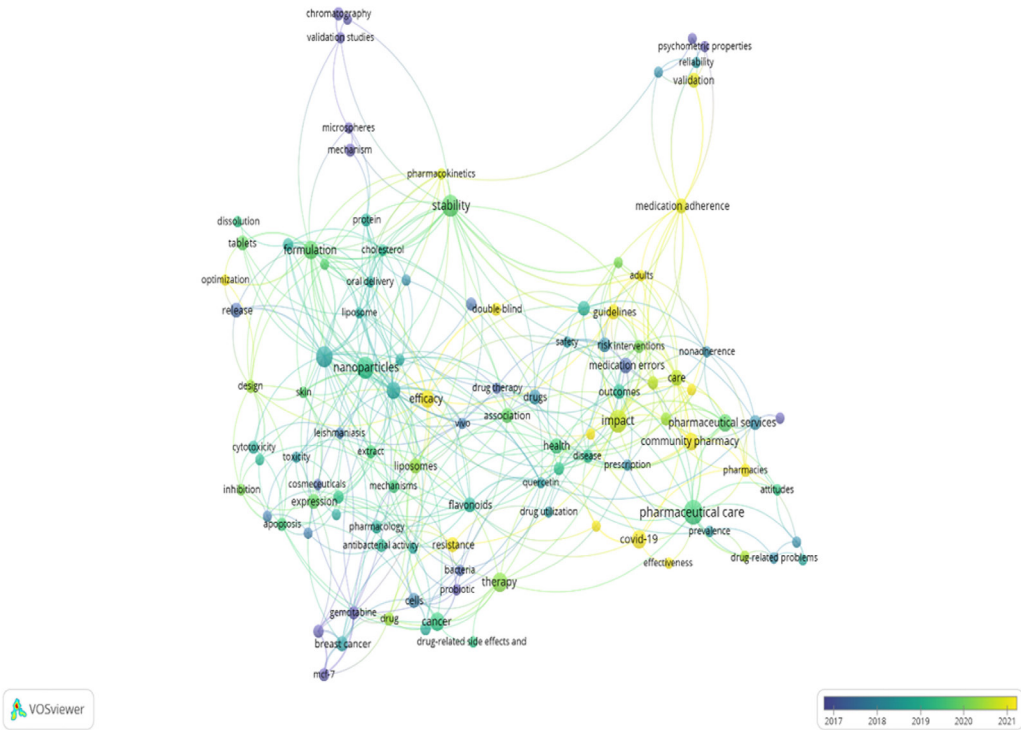 chromatography
validation studies
psychometric properties
reliability
validation
microspheres
mechanism
pharmacokinetics
stability
medication adherence
dissolution
protein
tablets
formulation
cholesterol
optimization
oral delivery
adults
release
liposome
double-blind
guidelines
safety
risk
interventions
nonadherence
nanoparticles
medication errors
design
skin
efficacy
drug therapy
drugs
outcomes
care
vivo
association
impact
pharmaceutical services
leishmaniasis
health
community pharmacy
cytotoxicity
toxicity
extract
liposomes
disease
prescription
pharmacies
inhibition
cosmeceuticals
mechanisms
quercetin
attitudes
expression
flavonoids
drug utilization
pharmaceutical care
apoptosis
pharmacology
prevalence
antibacterial activity
resistance
covid-19
drug-related problems
effectiveness
bacteria
therapy
probiotic
gemcitabine
cells
drug
cancer
breast cancer
drug-related side effects and
mcf-7
VOSviewer
2017 2018 2019 2020 2021